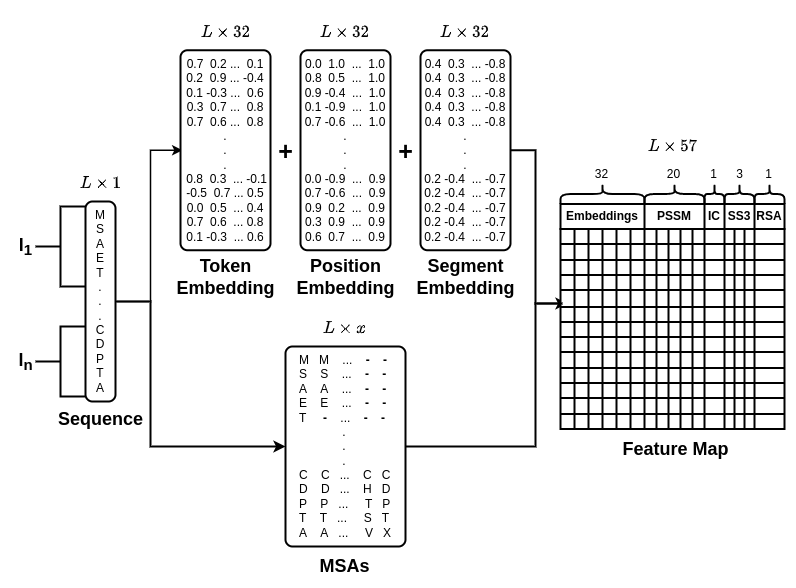 L × 32
L × 32
L × 32
0.7 0.2 ... 0.1
0.2 0.9 ... -0.4
0.1 -0.3 ... 0.6
0.3 0.7 ... 0.8
0.7 0.6 ... 0.8
.
.
.
0.8 0.3 ... -0.1
-0.5 0.7 ... 0.5
0.0 0.5 ... 0.4
0.7 0.6 ... 0.8
0.1 -0.3 ... 0.6
+
0.0 1.0 ... 1.0
0.8 0.5 ... 1.0
0.9 -0.4 ... 1.0
0.1 -0.9 ... 1.0
0.7 -0.6 ... 1.0
.
.
.
0.0 -0.9 ... 0.9
0.7 -0.6 ... 0.9
0.9 0.2 ... 0.9
0.3 0.9 ... 0.9
0.6 0.7 ... 0.9
+
0.4 0.3 ... -0.8
0.4 0.3 ... -0.8
0.4 0.3 ... -0.8
0.4 0.3 ... -0.8
0.4 0.3 ... -0.8
.
.
.
0.2 -0.4 ... -0.7
0.2 -0.4 ... -0.7
0.2 -0.4 ... -0.7
0.2 -0.4 ... -0.7
0.2 -0.4 ... -0.7
Token
Embedding
Position
Embedding
Segment
Embedding
L × 1
I1
In
M
S
A
E
T
.
.
.
C
D
P
T
A
Sequence
L × x
M M ... - -
S S ... - -
A A ... - -
E E ... - -
T - ... - -
.
.
.
C C ... C C
D D ... H D
P P ... T P
T T ... S T
A A ... V X
MSAs
L × 57
32 20 1 3 1
Embeddings PSSM IC SS3 RSA
Feature Map